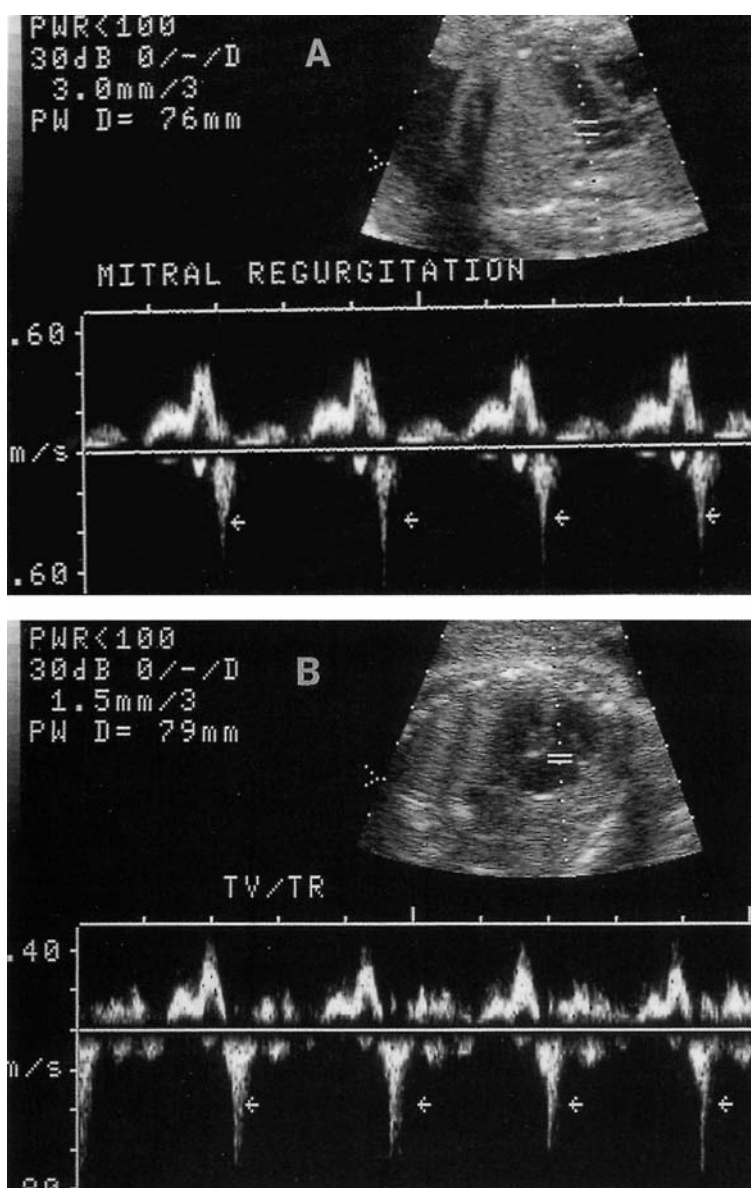 PWR<100
30dB 0/-/D
3.0mm/3
PW D= 76mm
A
MITRAL REGURGITATION
.60
m/s
.60
PWR<100
30dB 0/-/D
1.5mm/3
PW D= 79mm
B
TV/TR
.40
m/s